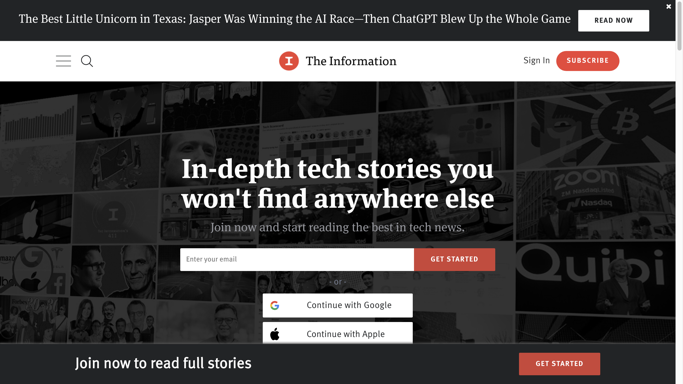 The Best Little Unicorn in Texas: Jasper Was Winning the AI Race—Then ChatGPT Blew Up the Whole Game
READ NOW
The Information
Sign In
SUBSCRIBE
zoom
Nasdaq
In-depth tech stories you
won't find anywhere else
Join now and start reading the best in tech news.
Enter your email
GET STARTED
- or -
Quibi
Continue with Google
Continue with Apple
Join now to read full stories
GET STARTED